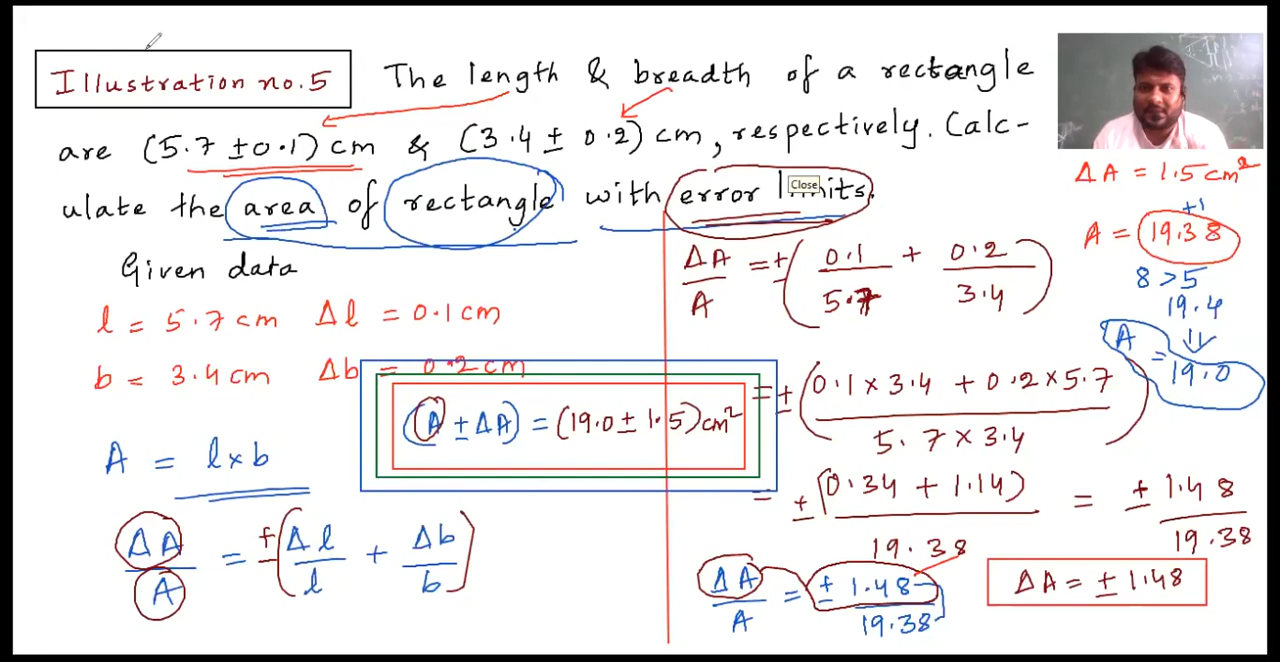 Illustration no.5 The length & breadth of a rectangle
are (5.7 ±0.1) cm & (3.4 ± 0.2) cm, respectively. Calc-
ulate the area of rectangle with error limits.
Close
Given data
l = 5.7 cm Δl = 0.1 cm
b = 3.4 cm Δb = 0.2 cm
(A ± ΔA) = (19.0 ± 1.5) cm²
A = l×b
ΔA/A = ±(Δl/l + Δb/b)
ΔA/A = ±(0.1/5.7 + 0.2/3.4)
= ±(0.1 × 3.4 + 0.2 × 5.7 / 5.7 × 3.4)
= ±(0.34 + 1.14)/19.38 = ± 1.48/19.38
ΔA/A = ± 1.48/19.38
ΔA = ± 1.48
ΔA = 1.5 cm²
+1
A = 19.38
8 > 5
19.4
A = 19.0